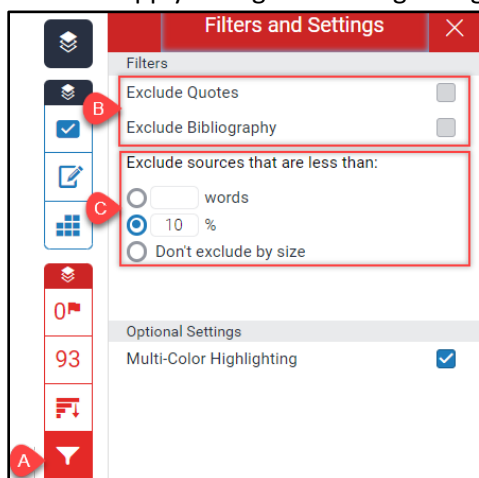 Filters and Settings
Filters
Exclude Quotes
B
Exclude Bibliography
Exclude sources that are less than:
words
C
10 %
Don't exclude by size
0
Optional Settings
93
Multi-Color Highlighting
A